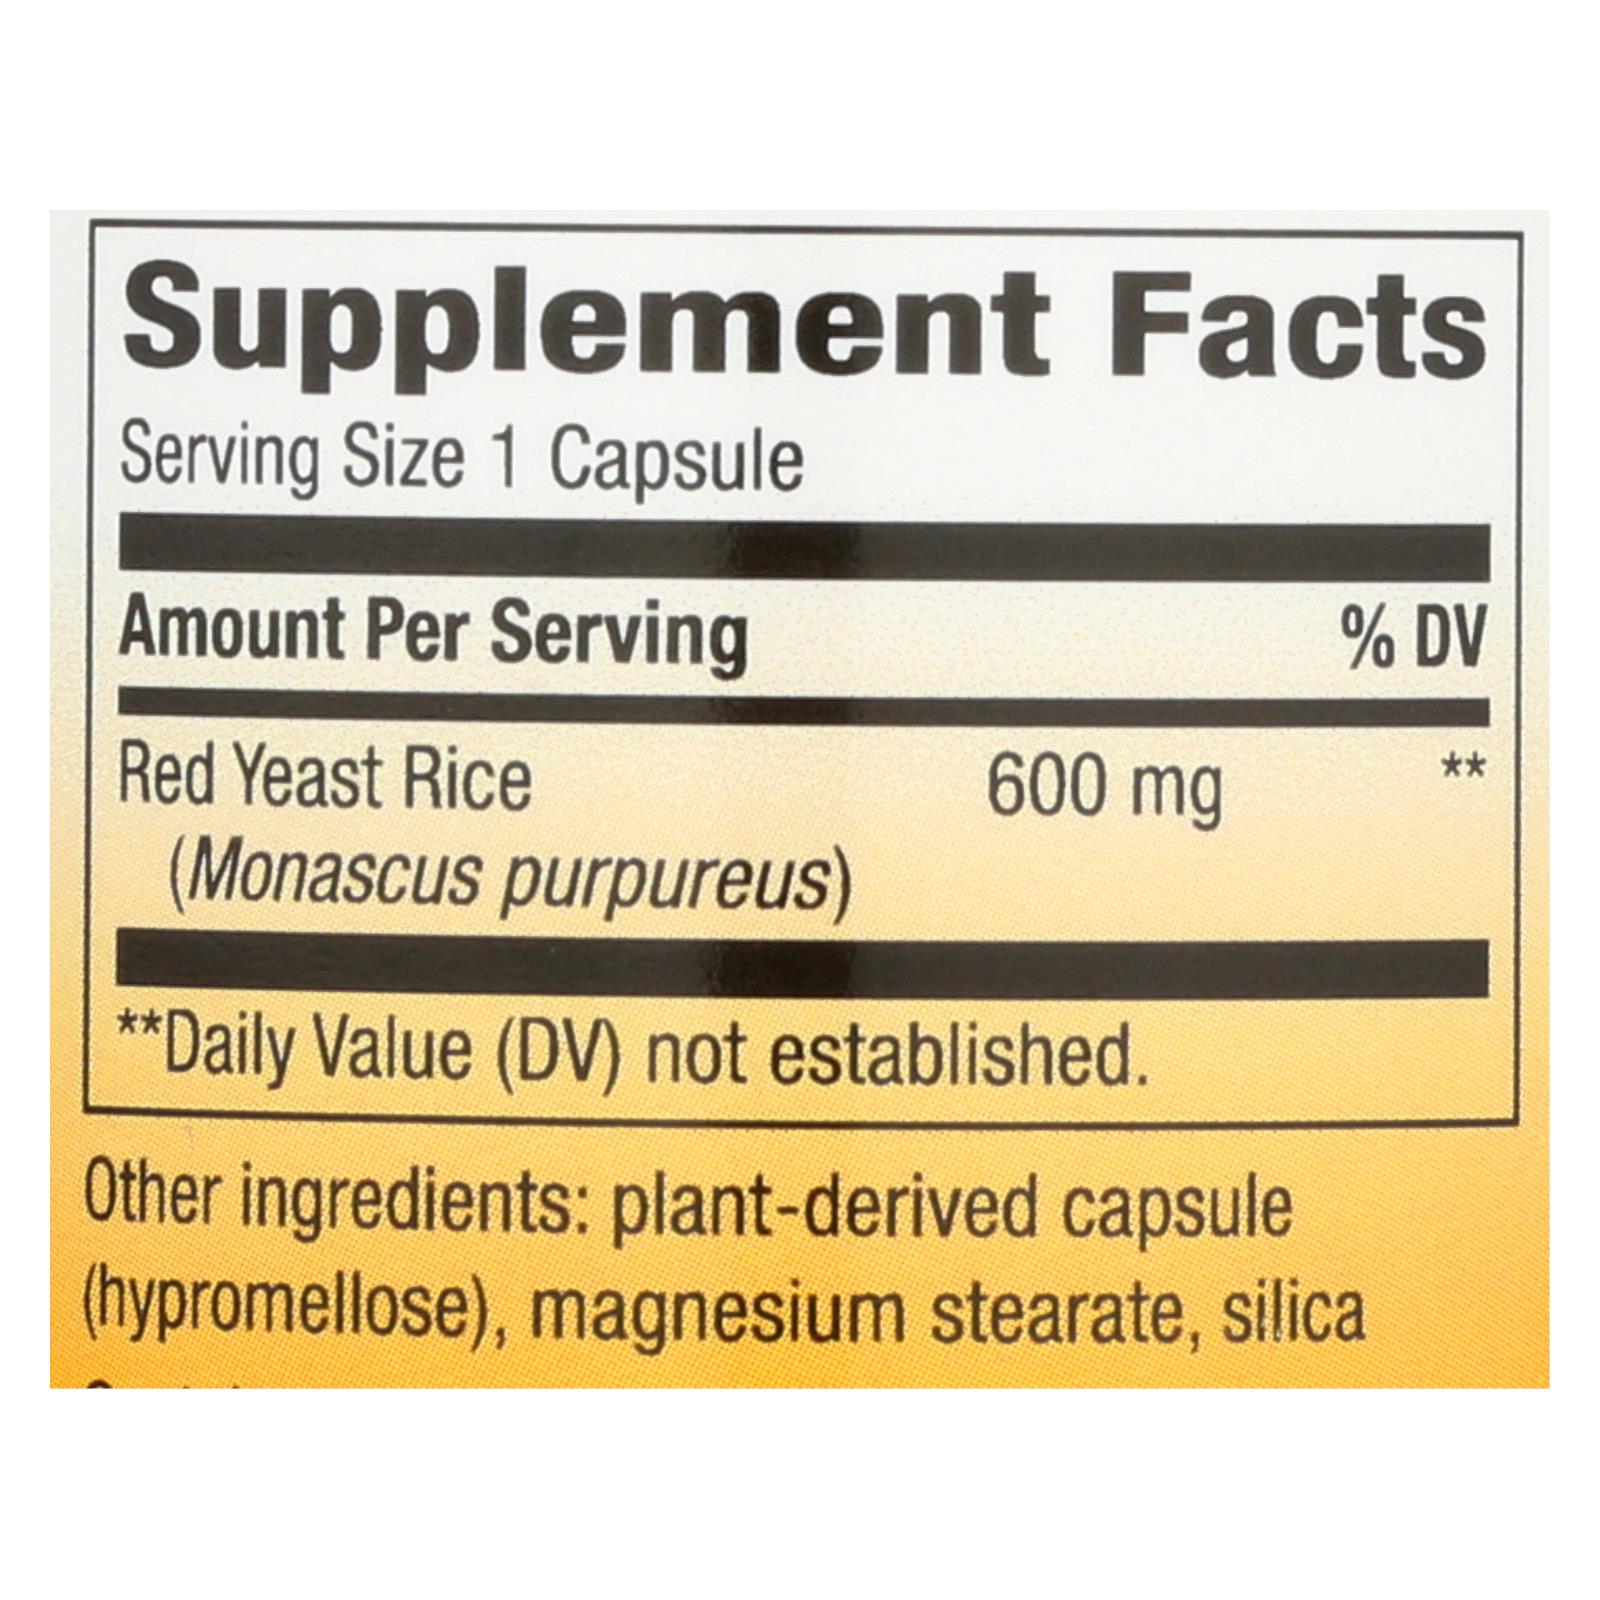 Supplement Facts
Serving Size 1 Capsule
Amount Per Serving % DV
Red Yeast Rice 600 mg **
(Monascus purpureus)
**Daily Value (DV) not established.
Other ingredients: plant-derived capsule
(hypromellose), magnesium stearate, silica